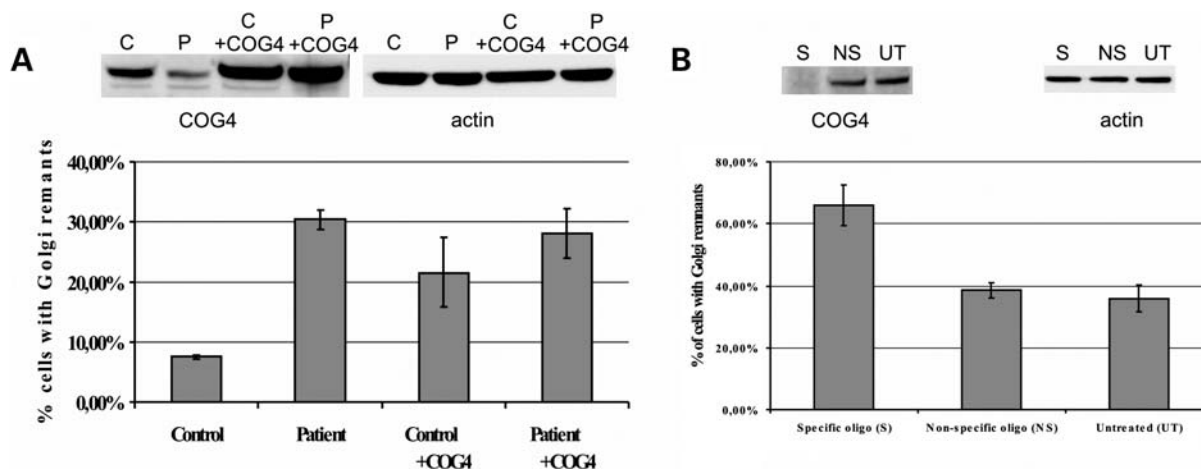 A
C P C +COG4 P +COG4
C P C +COG4 P +COG4
COG4
actin
% cells with Golgi remants
40,00%
30,00%
20,00%
10,00%
0,00%
Control Patient Control +COG4 Patient +COG4
B
S NS UT
S NS UT
COG4
actin
% of cells with Golgi remnants
80,00%
60,00%
40,00%
20,00%
0,00%
Specific oligo (S) Non-specific oligo (NS) Untreated (UT)